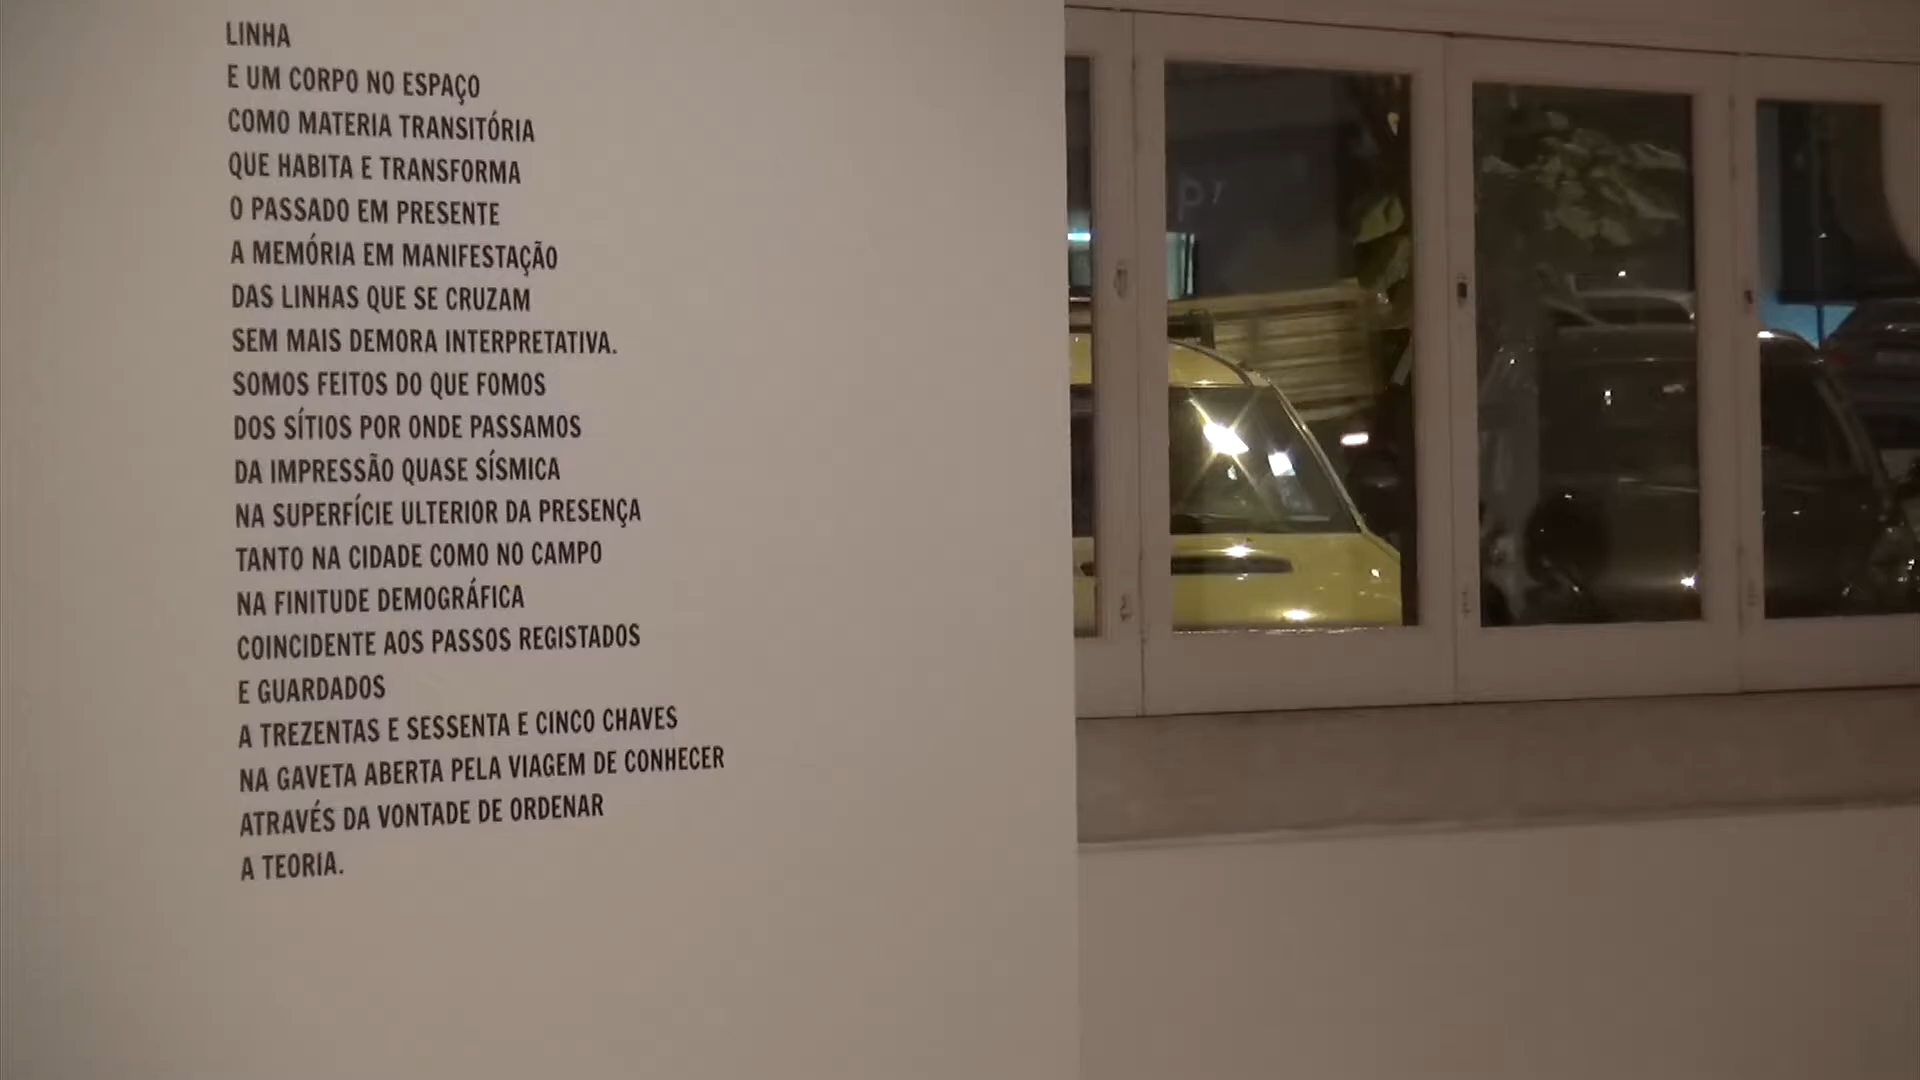 LINHA
E UM CORPO NO ESPAÇO
COMO MATERIA TRANSITÓRIA
QUE HABITA E TRANSFORMA
O PASSADO EM PRESENTE
A MEMÓRIA EM MANIFESTAÇÃO
DAS LINHAS QUE SE CRUZAM
SEM MAIS DEMORA INTERPRETATIVA.
SOMOS FEITOS DO QUE FOMOS
DOS SÍTIOS POR ONDE PASSAMOS
DA IMPRESSÃO QUASE SÍSMICA
NA SUPERFÍCIE ULTERIOR DA PRESENÇA
TANTO NA CIDADE COMO NO CAMPO
NA FINITUDE DEMOGRÁFICA
COINCIDENTE AOS PASSOS REGISTADOS
E GUARDADOS
A TREZENTAS E SESSENTA E CINCO CHAVES
NA GAVETA ABERTA PELA VIAGEM DE CONHECER
ATRAVÉS DA VONTADE DE ORDENAR
A TEORIA.